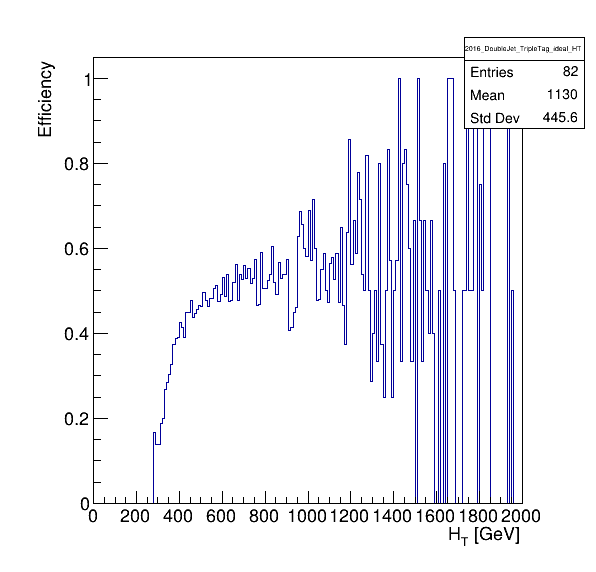 2016_DoubleJet_TripleTag_ideal_HT
Entries 82
Mean 1130
Std Dev 445.6
Efficiency
1
0.8
0.6
0.4
0.2
0
0 200 400 600 800 1000 1200 1400 1600 1800 2000
H_T [GeV]